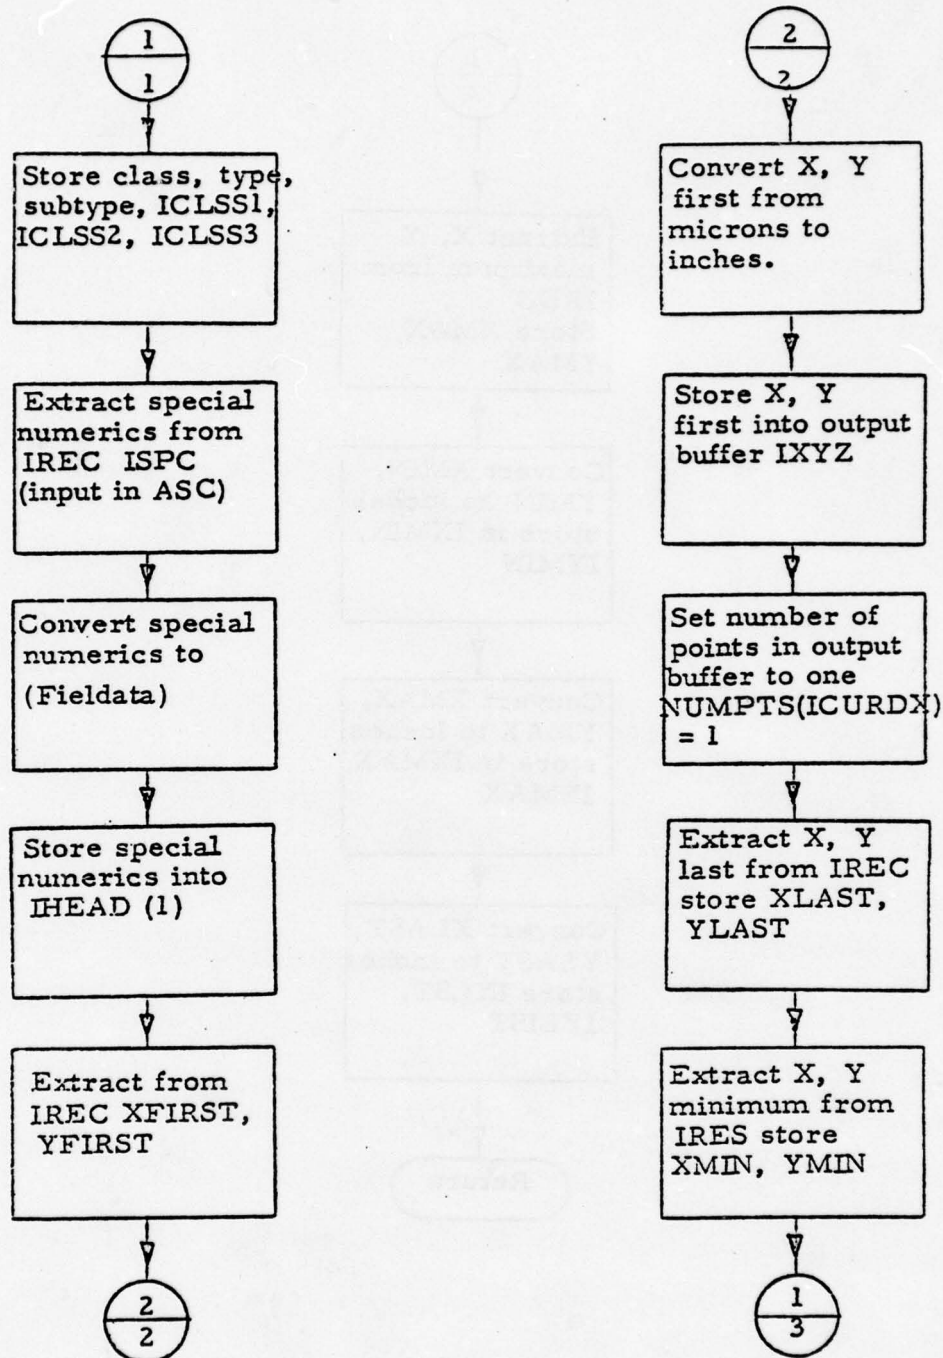 1
1
Store class, type,
subtype, ICLSS1,
ICLSS2, ICLSS3
Extract special
numerics from
IREC ISPC
(input in ASC)
Convert special
numerics to
(Fieldata)
Store special
numerics into
IHEAD (1)
Extract from
IREC XFIRST,
YFIRST
2
2
2
2
Convert X, Y
first from
microns to
inches.
Store X, Y
first into output
buffer IXYZ
Set number of
points in output
buffer to one
NUMPTS(ICURDX)
= 1
Extract X, Y
last from IREC
store XLAST,
YLAST
Extract X, Y
minimum from
IRES store
XMIN, YMIN
1
3
Return